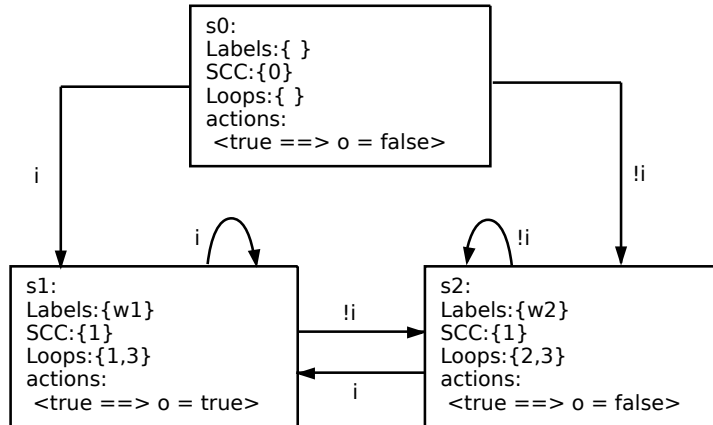 s0:
Labels:{ }
SCC:{0}
Loops:{ }
actions:
<true ==> o = false>
i
!i
i
!i
s1:
Labels:{w1}
SCC:{1}
Loops:{1,3}
actions:
<true ==> o = true>
!i
i
s2:
Labels:{w2}
SCC:{1}
Loops:{2,3}
actions:
<true ==> o = false>